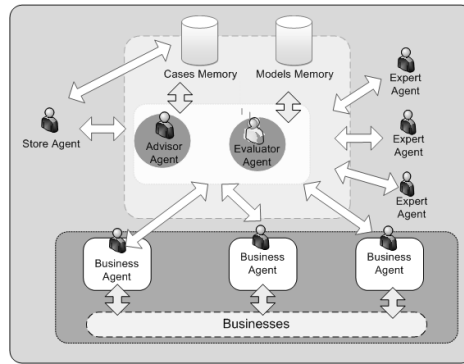 Cases Memory
Models Memory
Expert
Agent
Store Agent
Advisor
Agent
Evaluator
Agent
Expert
Agent
Expert
Agent
Business
Agent
Business
Agent
Business
Agent
Businesses